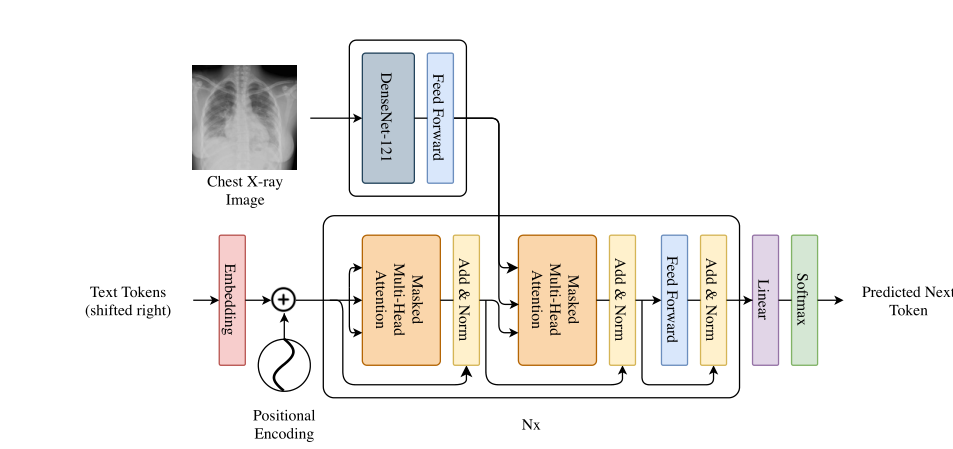 DenseNet-121
Feed Forward
Chest X-ray
Image
Text Tokens
(shifted right)
Embedding
+
Positional
Encoding
Masked
Multi-Head
Attention
Add & Norm
Masked
Multi-Head
Attention
Add & Norm
Feed Forward
Add & Norm
Nx
Linear
Softmax
Predicted Next
Token